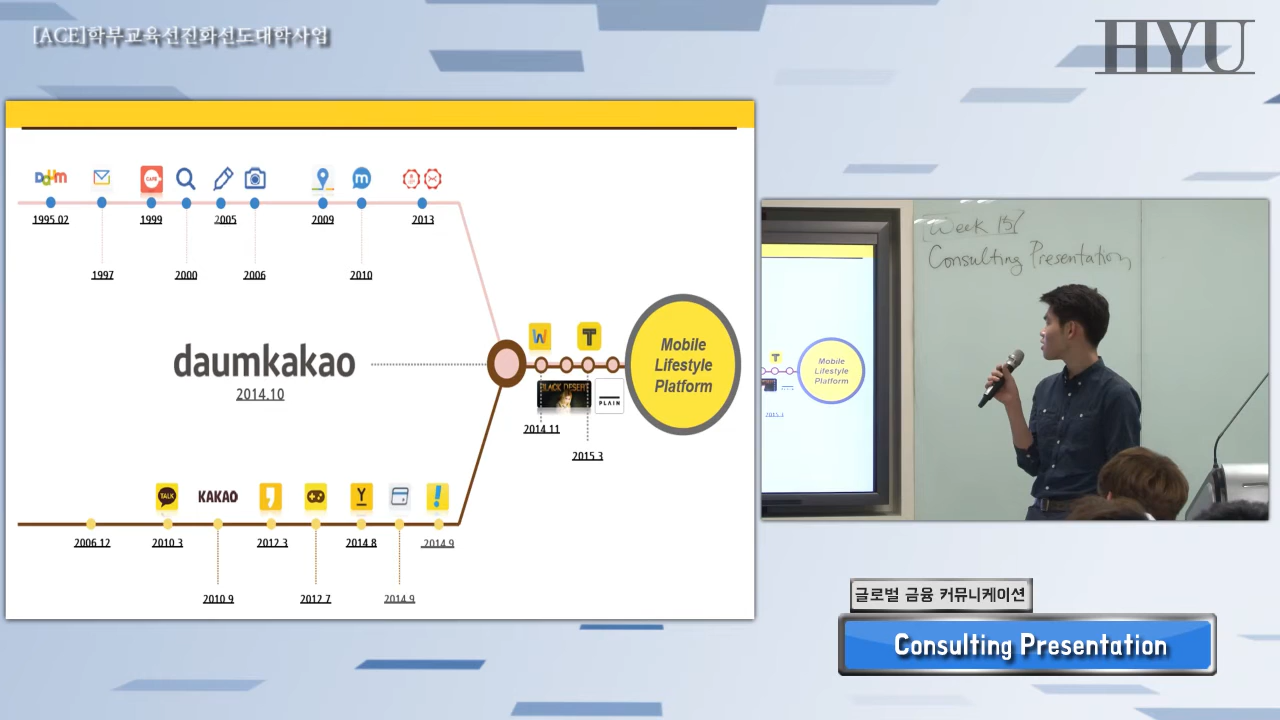 [ACE]학부교육선진화선도대학사업
HYU
Daum
CAFE
m
1995.02
1999
2005
2009
2013
1997
2000
2006
2010
W
T
Mobile
Lifestyle
Platform
daumkakao
2014.10
BLACK DESERT
PLAIN
2014.11
2015.3
TALK
KAKAO
Y
!
2006.12
2010.3
2012.3
2014.8
2014.9
2010.9
2012.7
2014.9
Week 15
Consulting Presentation
T
Mobile
Lifestyle
Platform
글로벌 금융 커뮤니케이션
Consulting Presentation